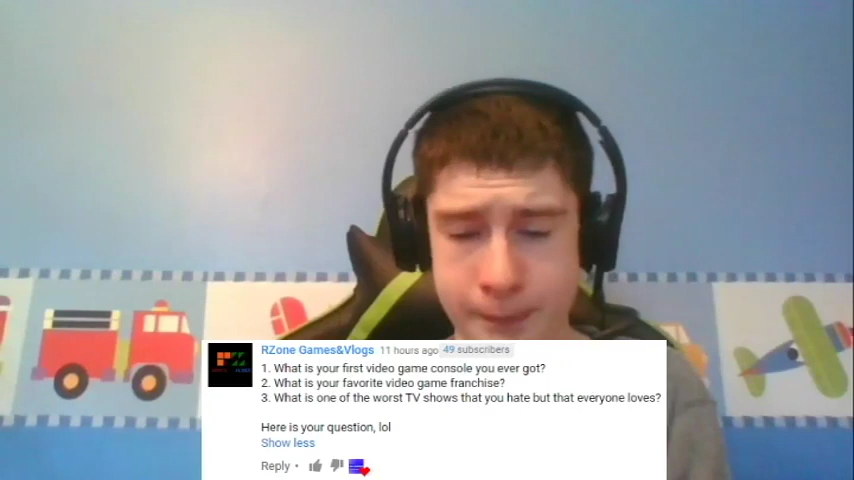 RZone Games&Vlogs 11 hours ago 49 subscribers
1. What is your first video game console you ever got?
2. What is your favorite video game franchise?
3. What is one of the worst TV shows that you hate but that everyone loves?
Here is your question, lol
Show less
Reply •